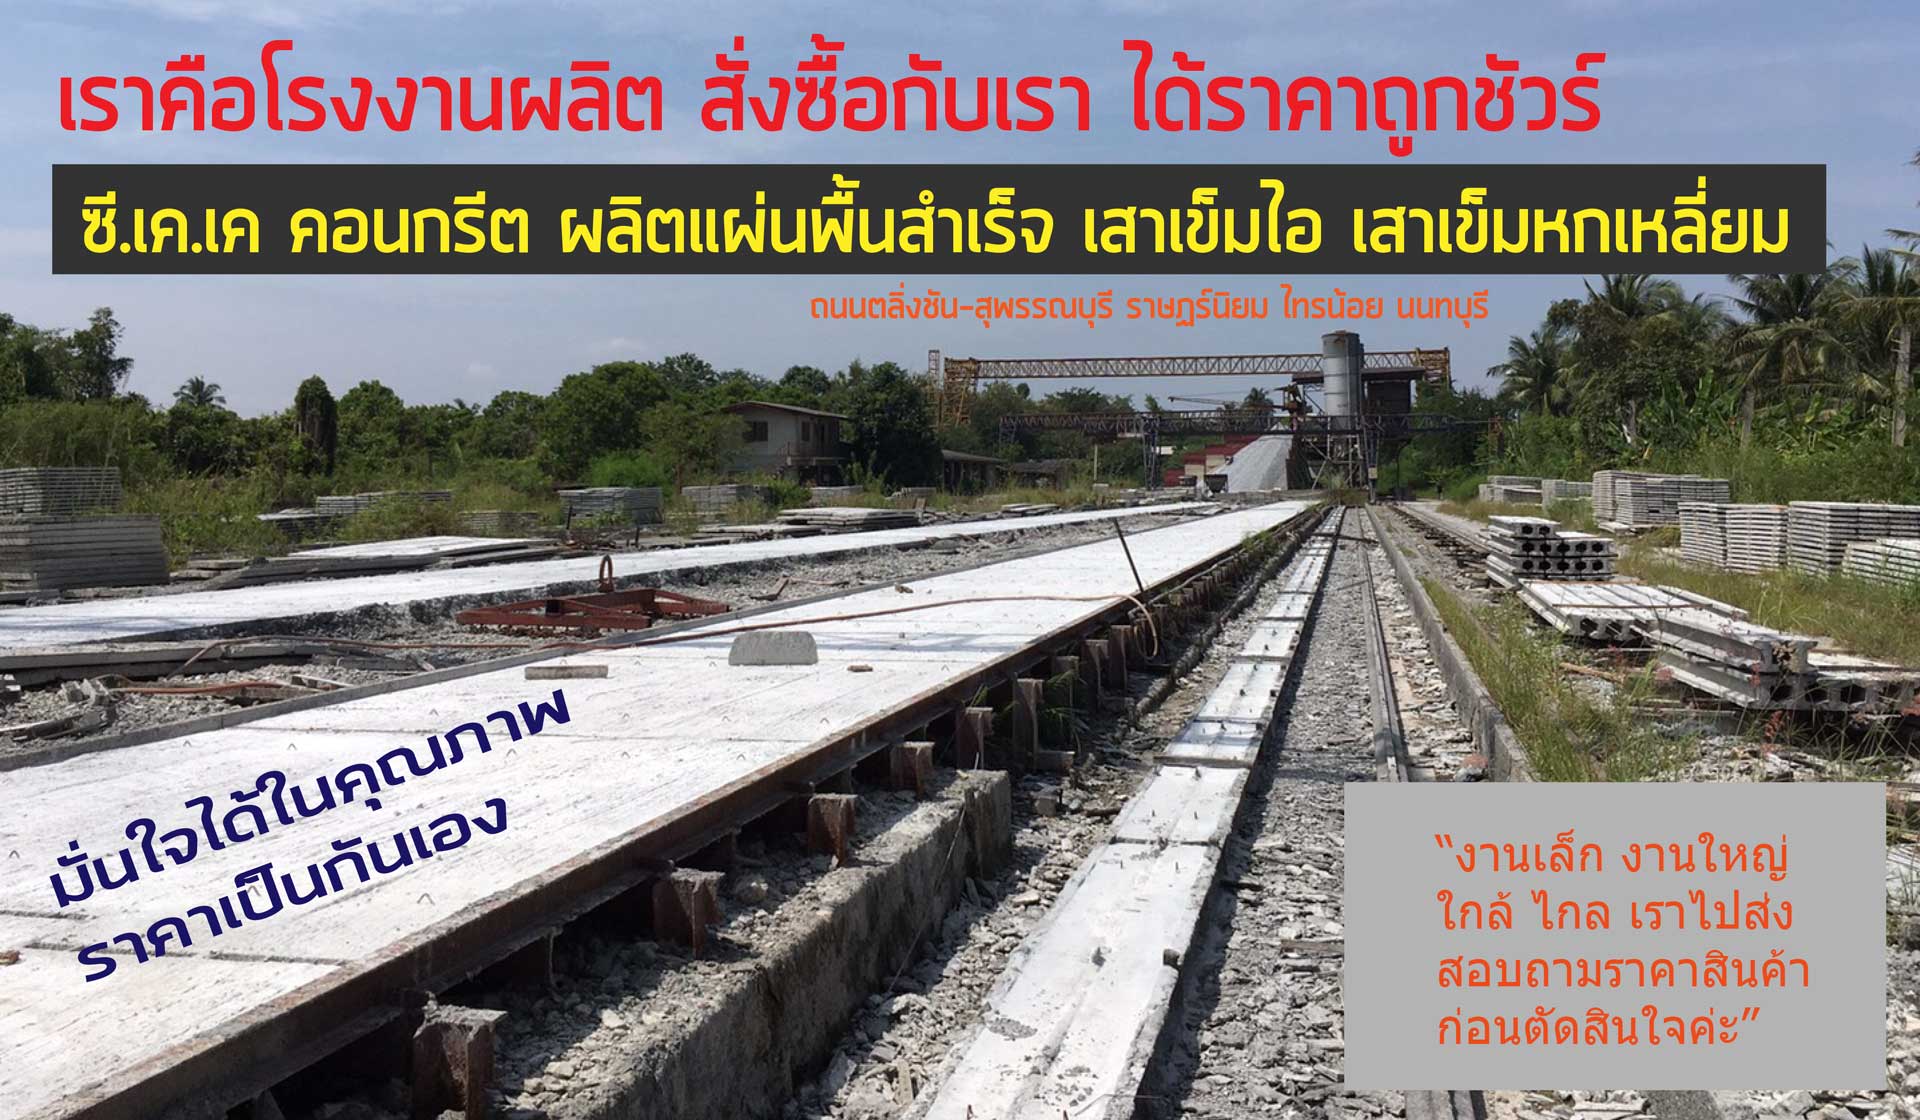 เราคือโรงงานผลิต สั่งซื้อกับเรา ได้ราคาถูกชัวร์
ซี.เค.เค คอนกรีต ผลิตแผ่นพื้นสำเร็จ เสาเข็มไอ เสาเข็มหกเหลี่ยม
ถนนตลิ่งชัน-สุพรรณบุรี ราษฏร์นิยม ไทรน้อย นนทบุรี
มั่นใจได้ในคุณภาพ
ราคาเป็นกันเอง
“งานเล็ก งานใหญ่
ใกล้ ไกล เราไปส่ง
สอบถามราคาสินค้า
ก่อนตัดสินใจค่ะ”